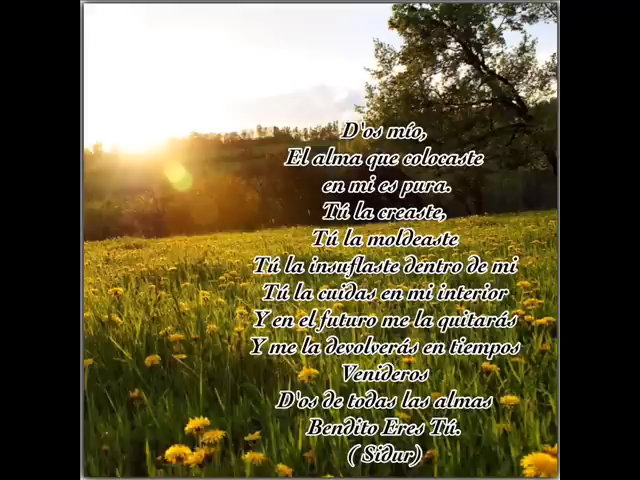 D'os mío,
El alma que colocaste
en mi es pura.
Tú la creaste,
Tú la moldeaste
Tú la insuflaste dentro de mi
Tú la cuidas en mi interior
Y en el futuro me la quitarás
Y me la devolverás en tiempos
Venideros
D'os de todas las almas
Bendito Eres Tú.
( Sidur)